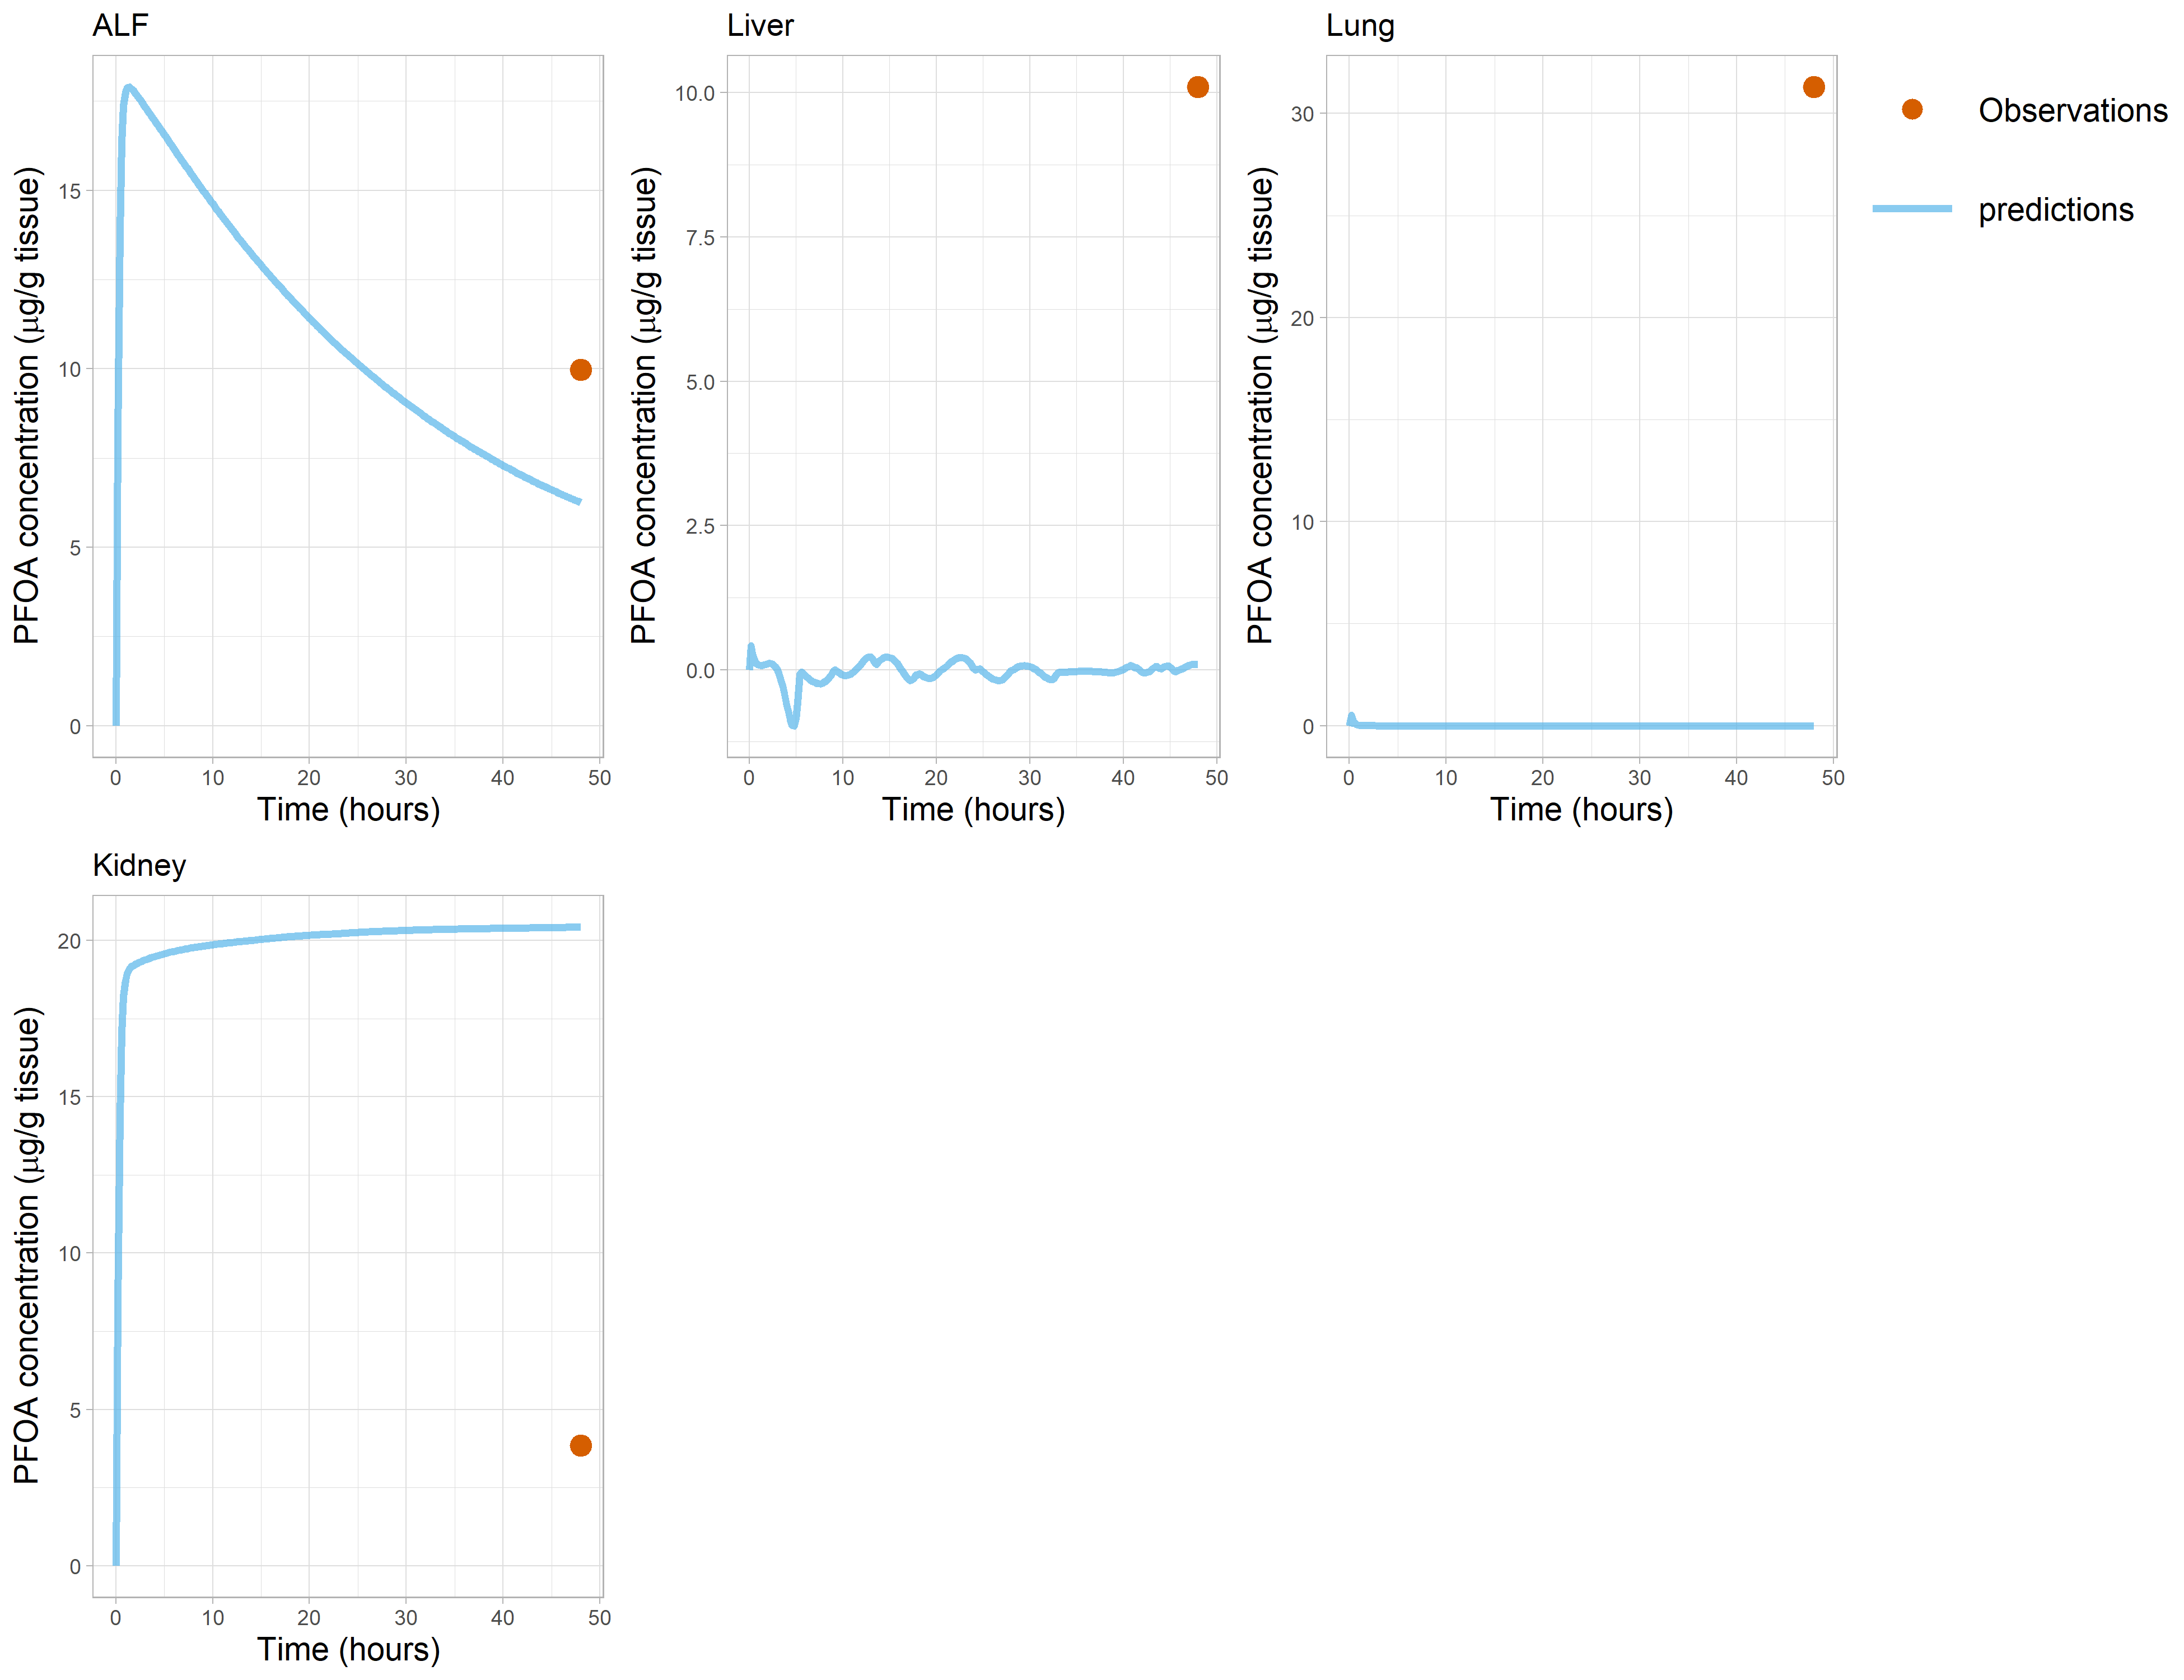 ALF
PFOA concentration (μg/g tissue)
15
10
5
0
0 10 20 30 40 50
Time (hours)
Liver
PFOA concentration (μg/g tissue)
10.0
7.5
5.0
2.5
0.0
0 10 20 30 40 50
Time (hours)
Lung
PFOA concentration (μg/g tissue)
30
20
10
0
0 10 20 30 40 50
Time (hours)
Observations
predictions
Kidney
PFOA concentration (μg/g tissue)
20
15
10
5
0
0 10 20 30 40 50
Time (hours)